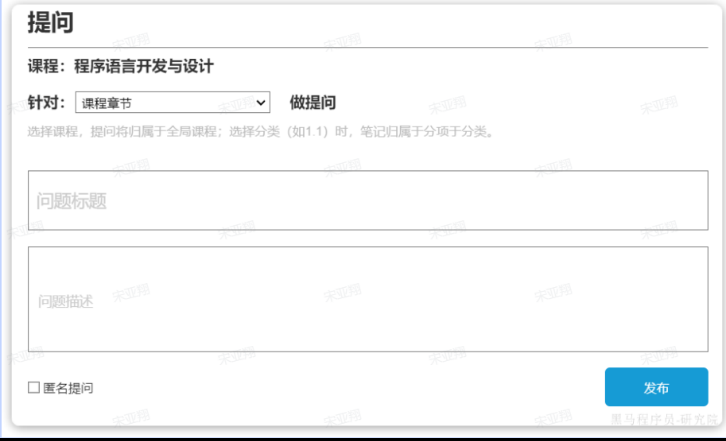 提问
课程：程序语言开发与设计
针对： 课程章节 做提问
选择课程，提问将归属于全局课程；选择分类（如1.1）时，笔记归属于分项于分类。
问题标题
问题描述
匿名提问 发布
黑马程序员-研究院
宋亚翔